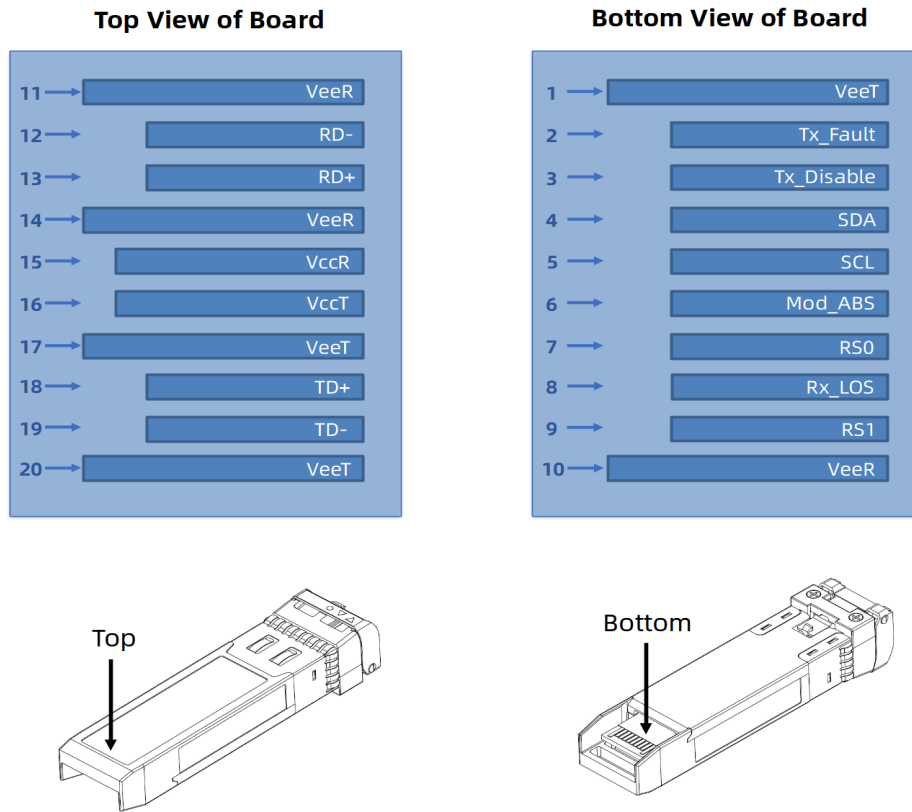 Top View of Board
11 VeeR
12 RD-
13 RD+
14 VeeR
15 VccR
16 VccT
17 VeeT
18 TD+
19 TD-
20 VeeT
Bottom View of Board
1 VeeT
2 Tx_Fault
3 Tx_Disable
4 SDA
5 SCL
6 Mod_ABS
7 RS0
8 Rx_LOS
9 RS1
10 VeeR
Top
Bottom